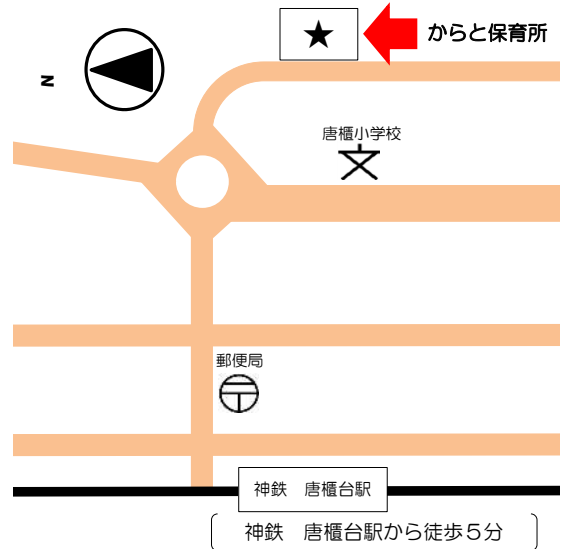 からと保育所
N
唐櫃小学校
郵便局
神鉄 唐櫃台駅
神鉄 唐櫃台駅から徒歩5分